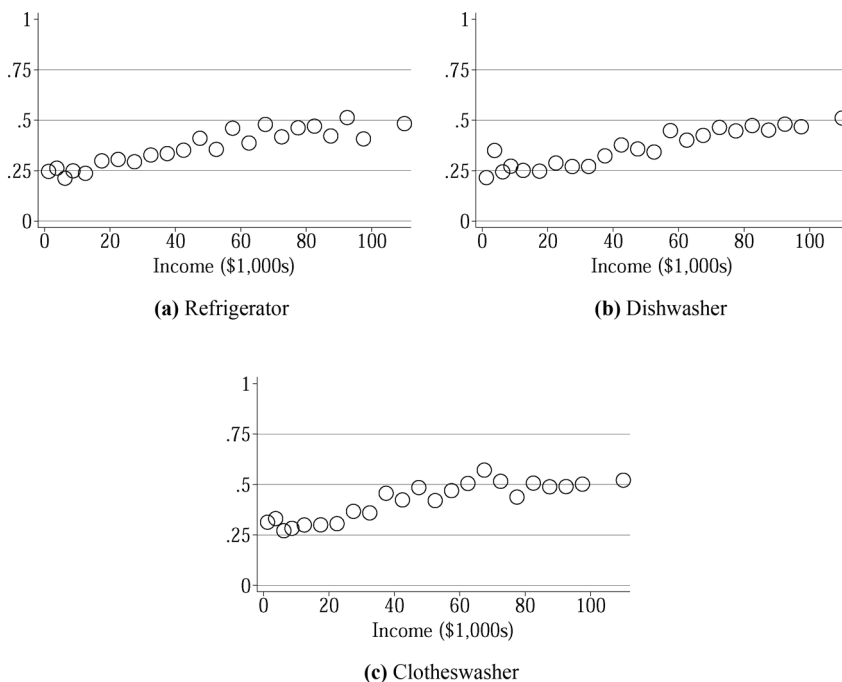 1
1
.75
.75
.5
.5
.25
.25
0
0
0 20 40 60 80 100
0 20 40 60 80 100
Income ($1,000s)
Income ($1,000s)
(a) Refrigerator
(b) Dishwasher
1
.75
.5
.25
0
0 20 40 60 80 100
Income ($1,000s)
(c) Clotheswasher